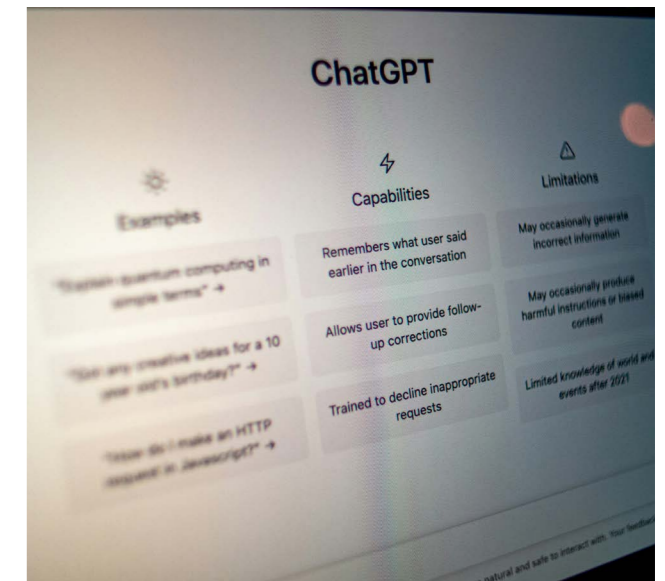 ChatGPT
Examples
"Explain quantum computing in
simple terms" →
"Got any creative ideas for a 10
year old's birthday?" →
"How do I make an HTTP
request in Javascript?" →
Capabilities
Remembers what user said
earlier in the conversation
Allows user to provide follow-
up corrections
Trained to decline inappropriate
requests
Limitations
May occasionally generate
incorrect information
May occasionally produce
harmful instructions or biased
content
Limited knowledge of world and
events after 2021
natural and safe to interact with. Your feedback